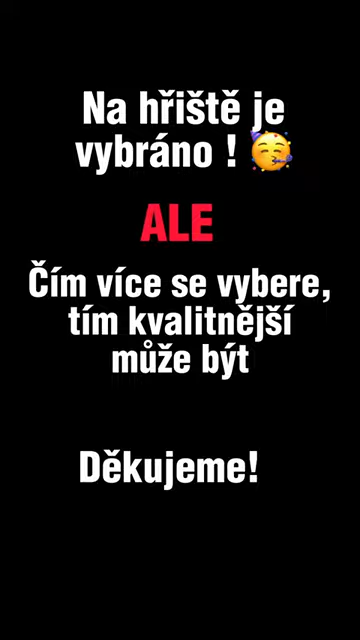 Na hřiště je
vybráno ! 🥳
ALE
Čím více se vybere,
tím kvalitnější
může být
Děkujeme!